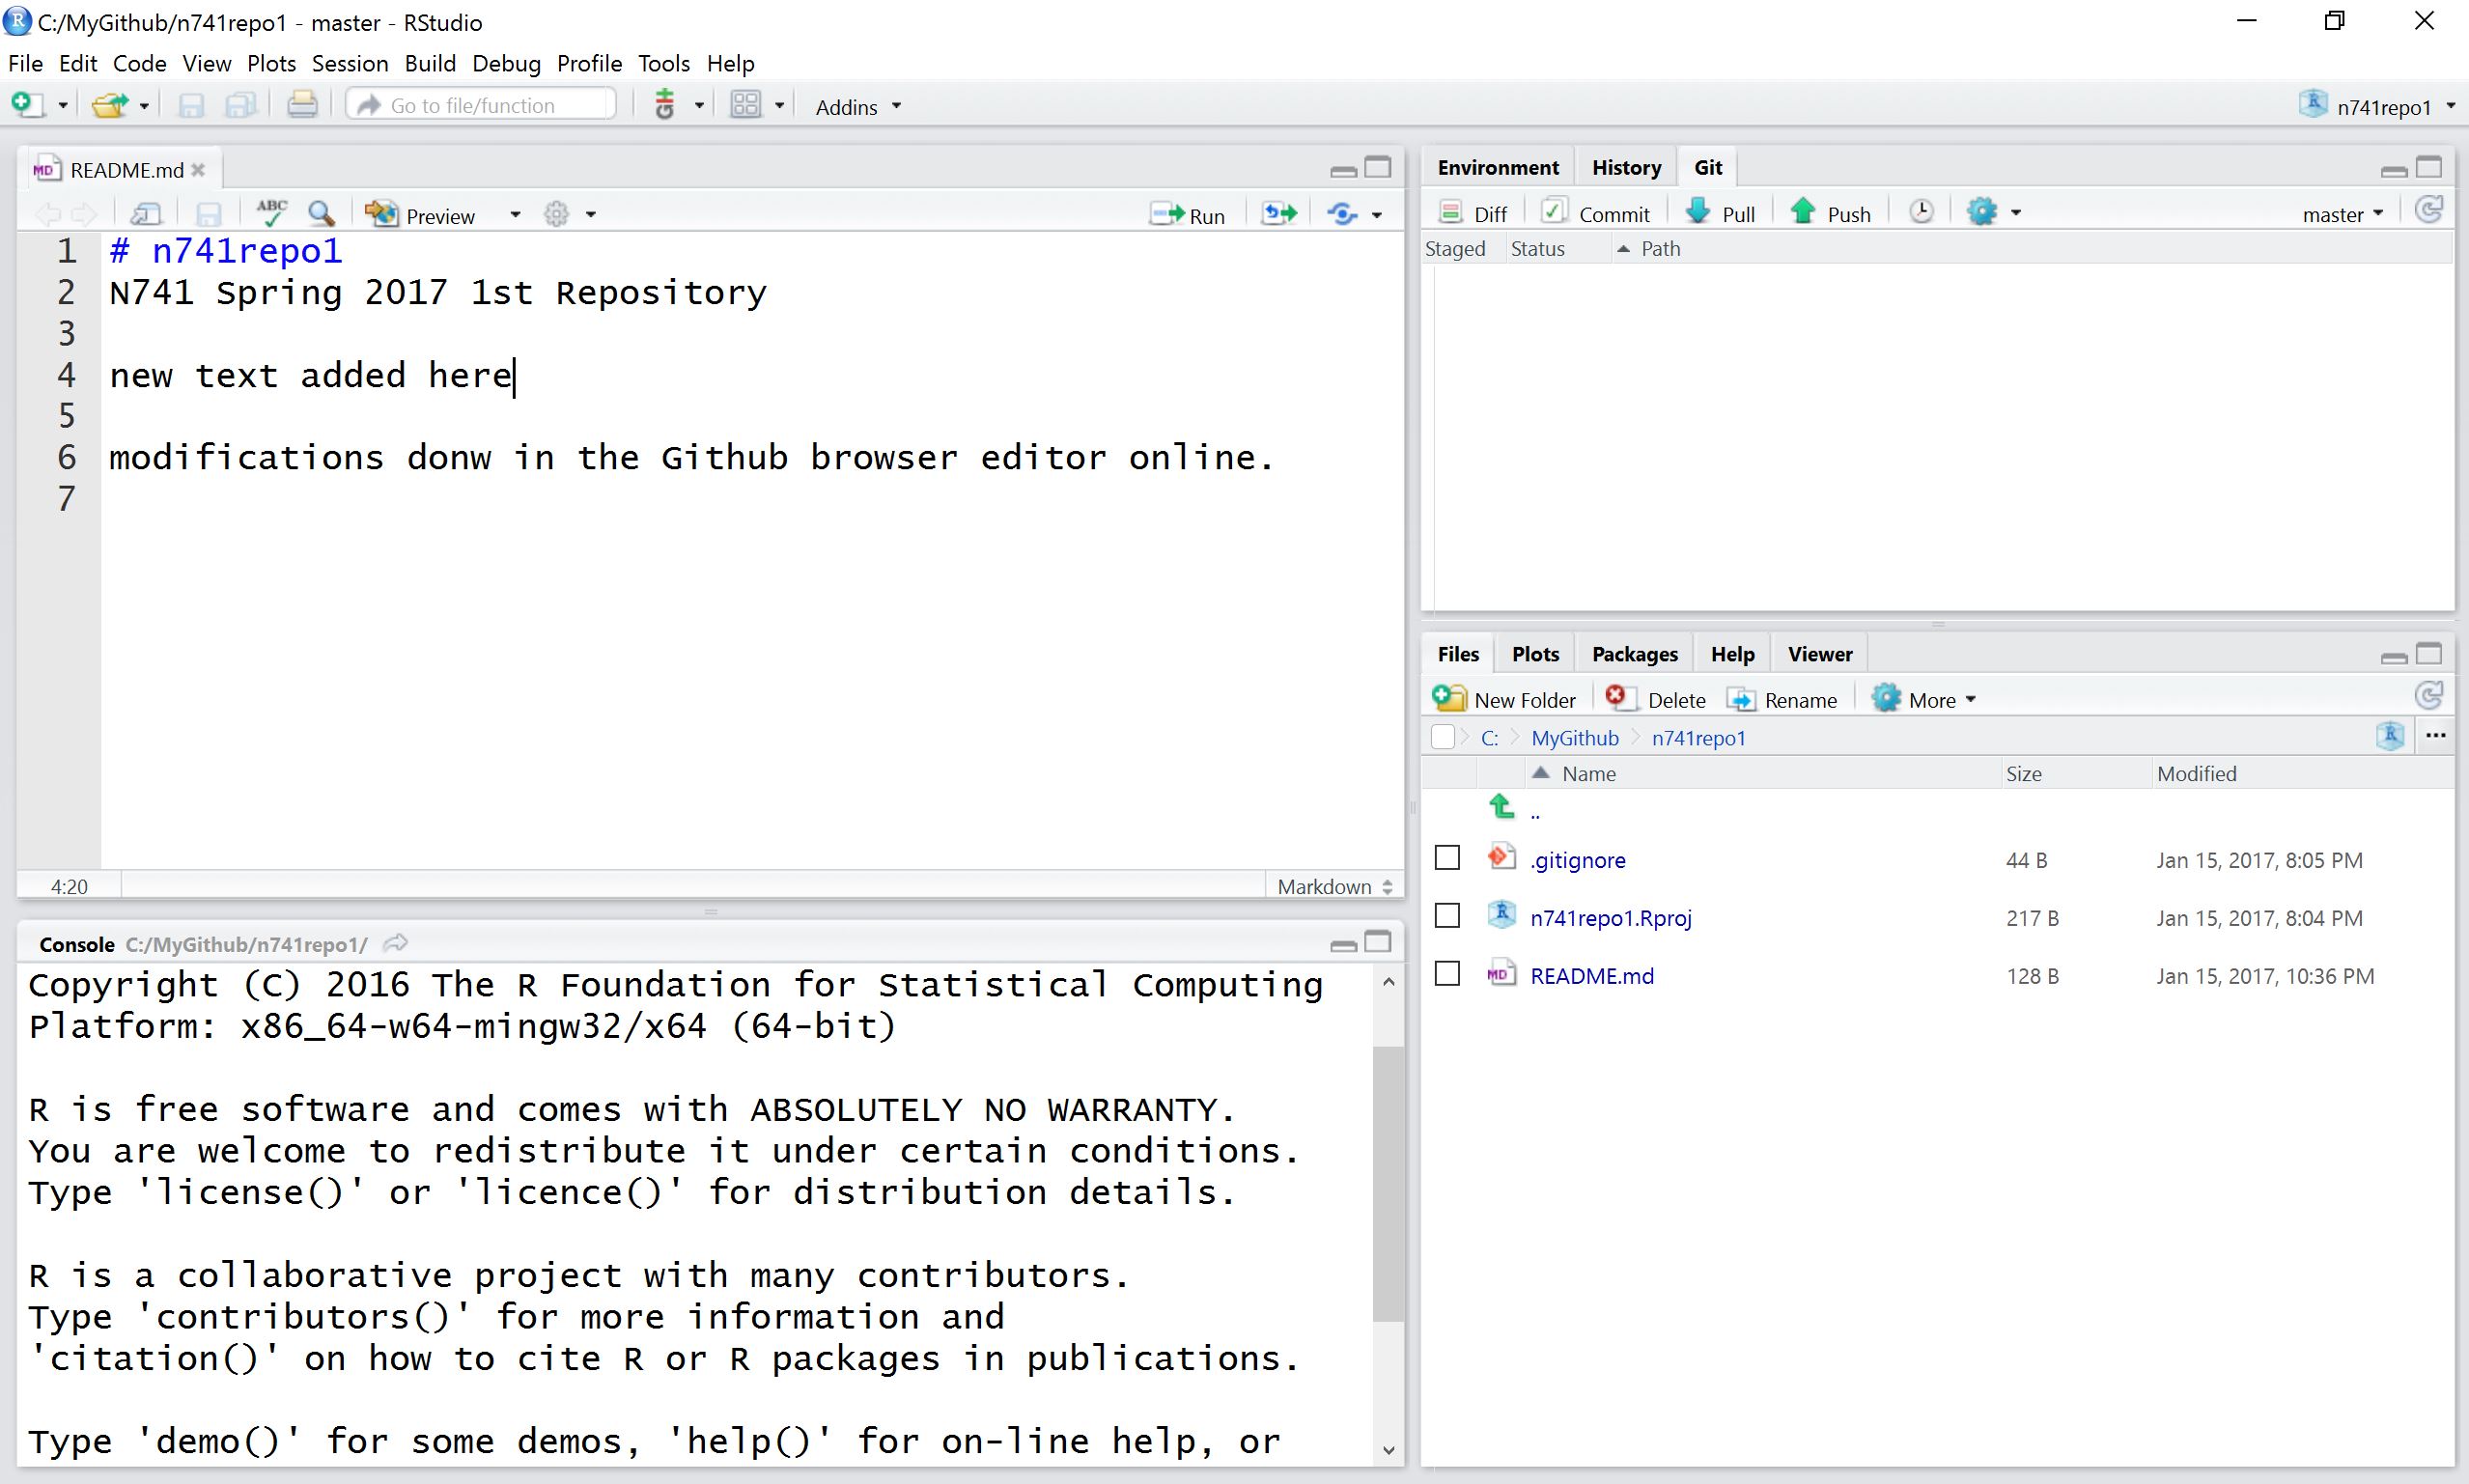 C:/MyGithub/n741repo1 - master - RStudio
File Edit Code View Plots Session Build Debug Profile Tools Help
Go to file/function Addins n741repo1
README.md
ABC Preview Run
1 # n741repo1
2 N741 Spring 2017 1st Repository
3
4 new text added here
5
6 modifications donw in the Github browser editor online.
7
4:20 Markdown
Console C:/MyGithub/n741repo1/
Copyright (C) 2016 The R Foundation for Statistical Computing
Platform: x86_64-w64-mingw32/x64 (64-bit)
R is free software and comes with ABSOLUTELY NO WARRANTY.
You are welcome to redistribute it under certain conditions.
Type 'license()' or 'licence()' for distribution details.
R is a collaborative project with many contributors.
Type 'contributors()' for more information and
'citation()' on how to cite R or R packages in publications.
Type 'demo()' for some demos, 'help()' for on-line help, or
Environment History Git
Diff Commit Pull Push master
Staged Status Path
Files Plots Packages Help Viewer
New Folder Delete Rename More
C: MyGithub n741repo1 ...
Name Size Modified
..
.gitignore 44 B Jan 15, 2017, 8:05 PM
n741repo1.Rproj 217 B Jan 15, 2017, 8:04 PM
README.md 128 B Jan 15, 2017, 10:36 PM